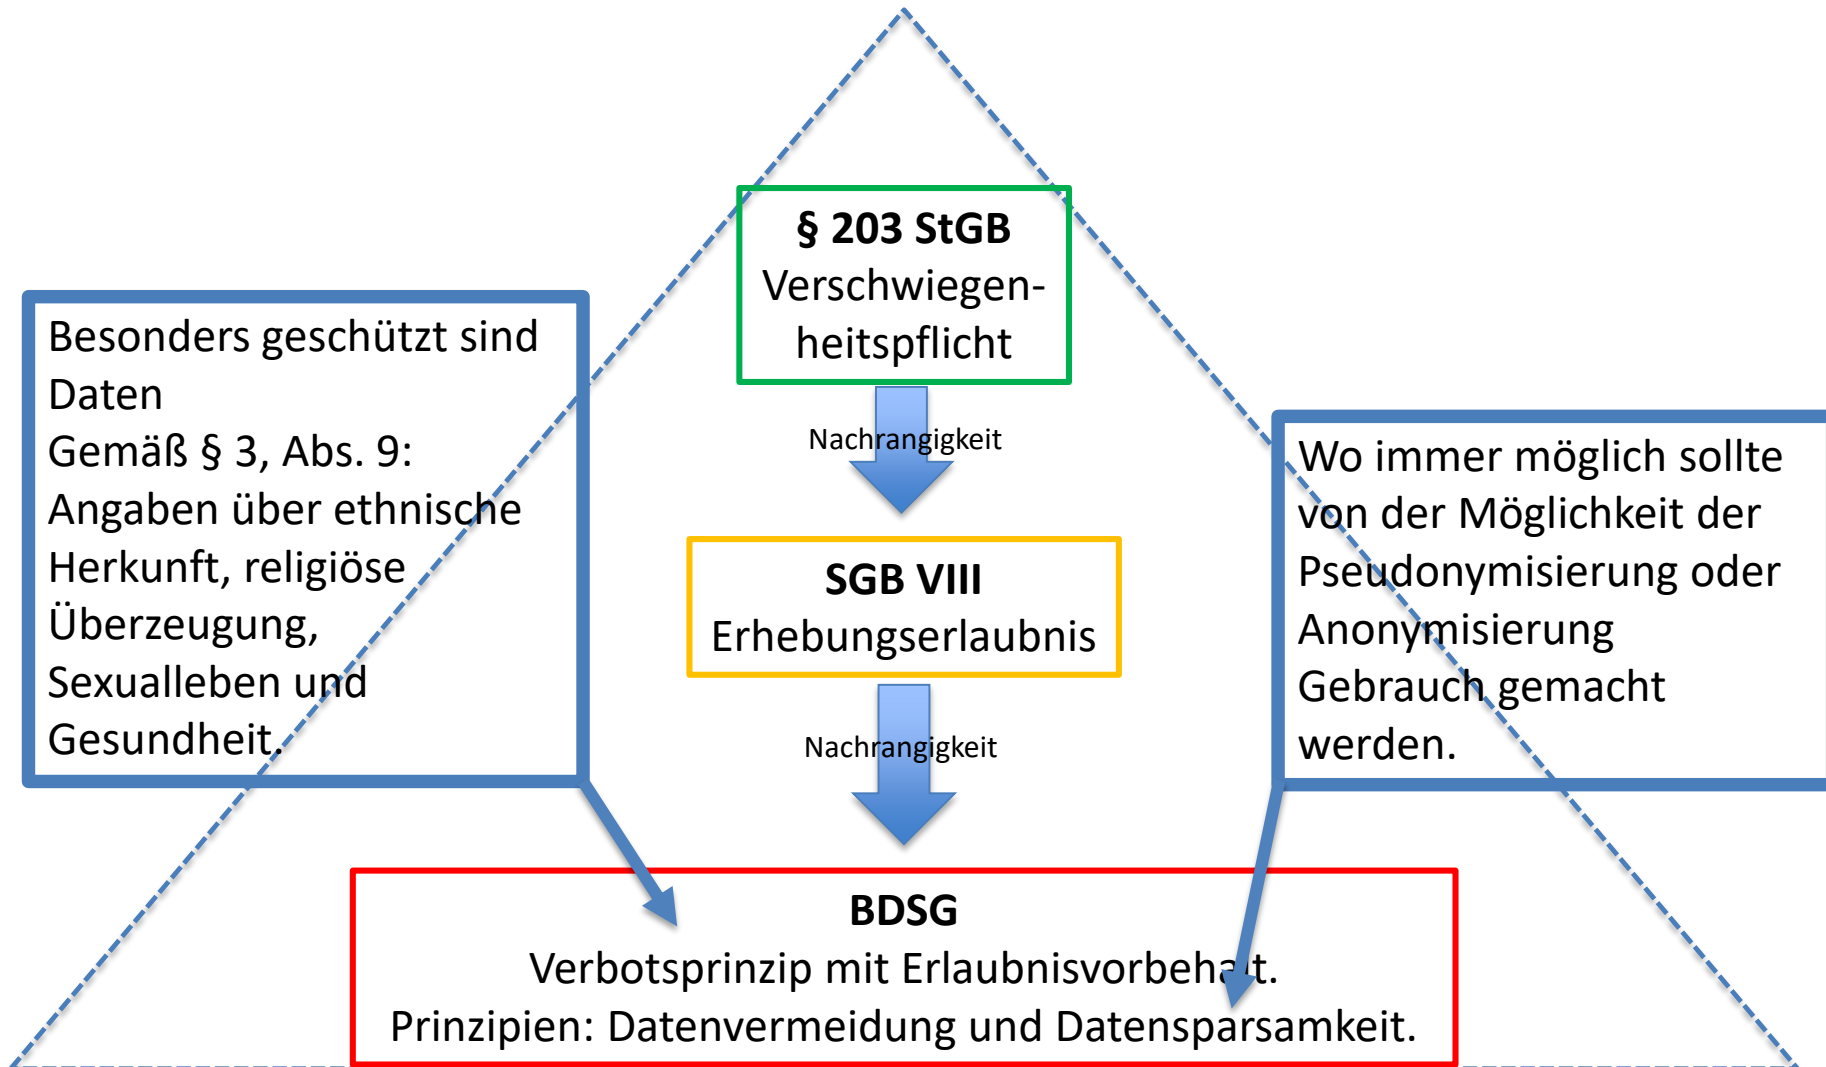 § 203 StGB
Verschwiegen-
heitspflicht
Besonders geschützt sind
Daten
Gemäß § 3, Abs. 9:
Angaben über ethnische
Herkunft, religiöse
Überzeugung,
Sexualleben und
Gesundheit.
Nachrangigkeit
Wo immer möglich sollte
von der Möglichkeit der
Pseudonymisierung oder
Anonymisierung
Gebrauch gemacht
werden.
SGB VIII
Erhebungserlaubnis
Nachrangigkeit
BDSG
Verbotsprinzip mit Erlaubnisvorbehalt.
Prinzipien: Datenvermeidung und Datensparsamkeit.